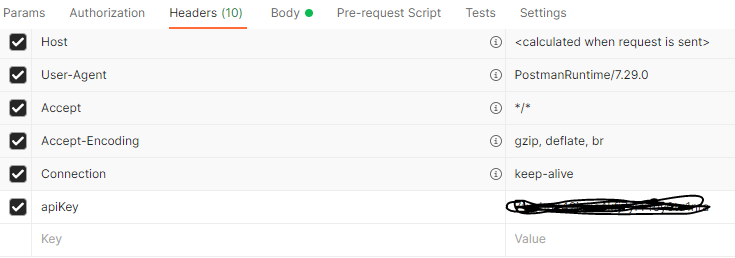 Params Authorization Headers (10) Body Pre-request Script Tests Settings
Host <calculated when request is sent>
User-Agent PostmanRuntime/7.29.0
Accept */*
Accept-Encoding gzip, deflate, br
Connection keep-alive
apiKey
Key Value